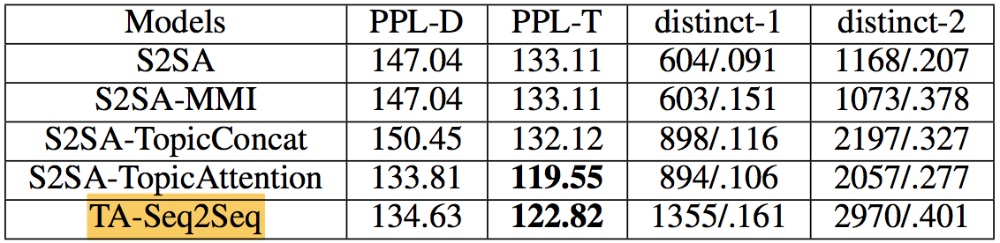 Models PPL-D PPL-T distinct-1 distinct-2
S2SA 147.04 133.11 604/.091 1168/.207
S2SA-MMI 147.04 133.11 603/.151 1073/.378
S2SA-TopicConcat 150.45 132.12 898/.116 2197/.327
S2SA-TopicAttention 133.81 119.55 894/.106 2057/.277
TA-Seq2Seq 134.63 122.82 1355/.161 2970/.401